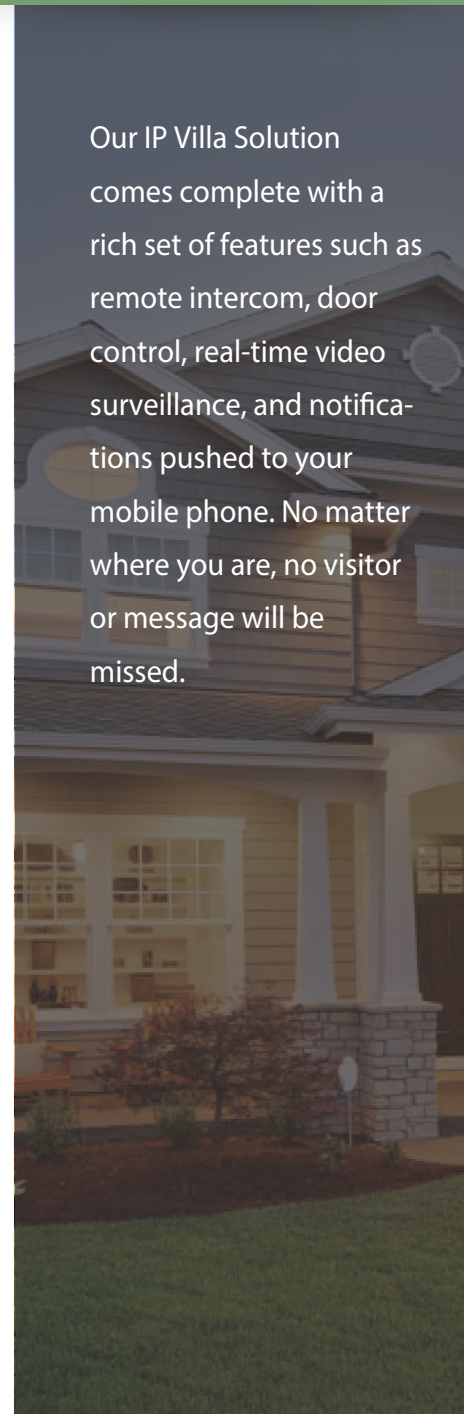 Our IP Villa Solution
comes complete with a
rich set of features such as
remote intercom, door
control, real-time video
surveillance, and notifica-
tions pushed to your
mobile phone. No matter
where you are, no visitor
or message will be
missed.